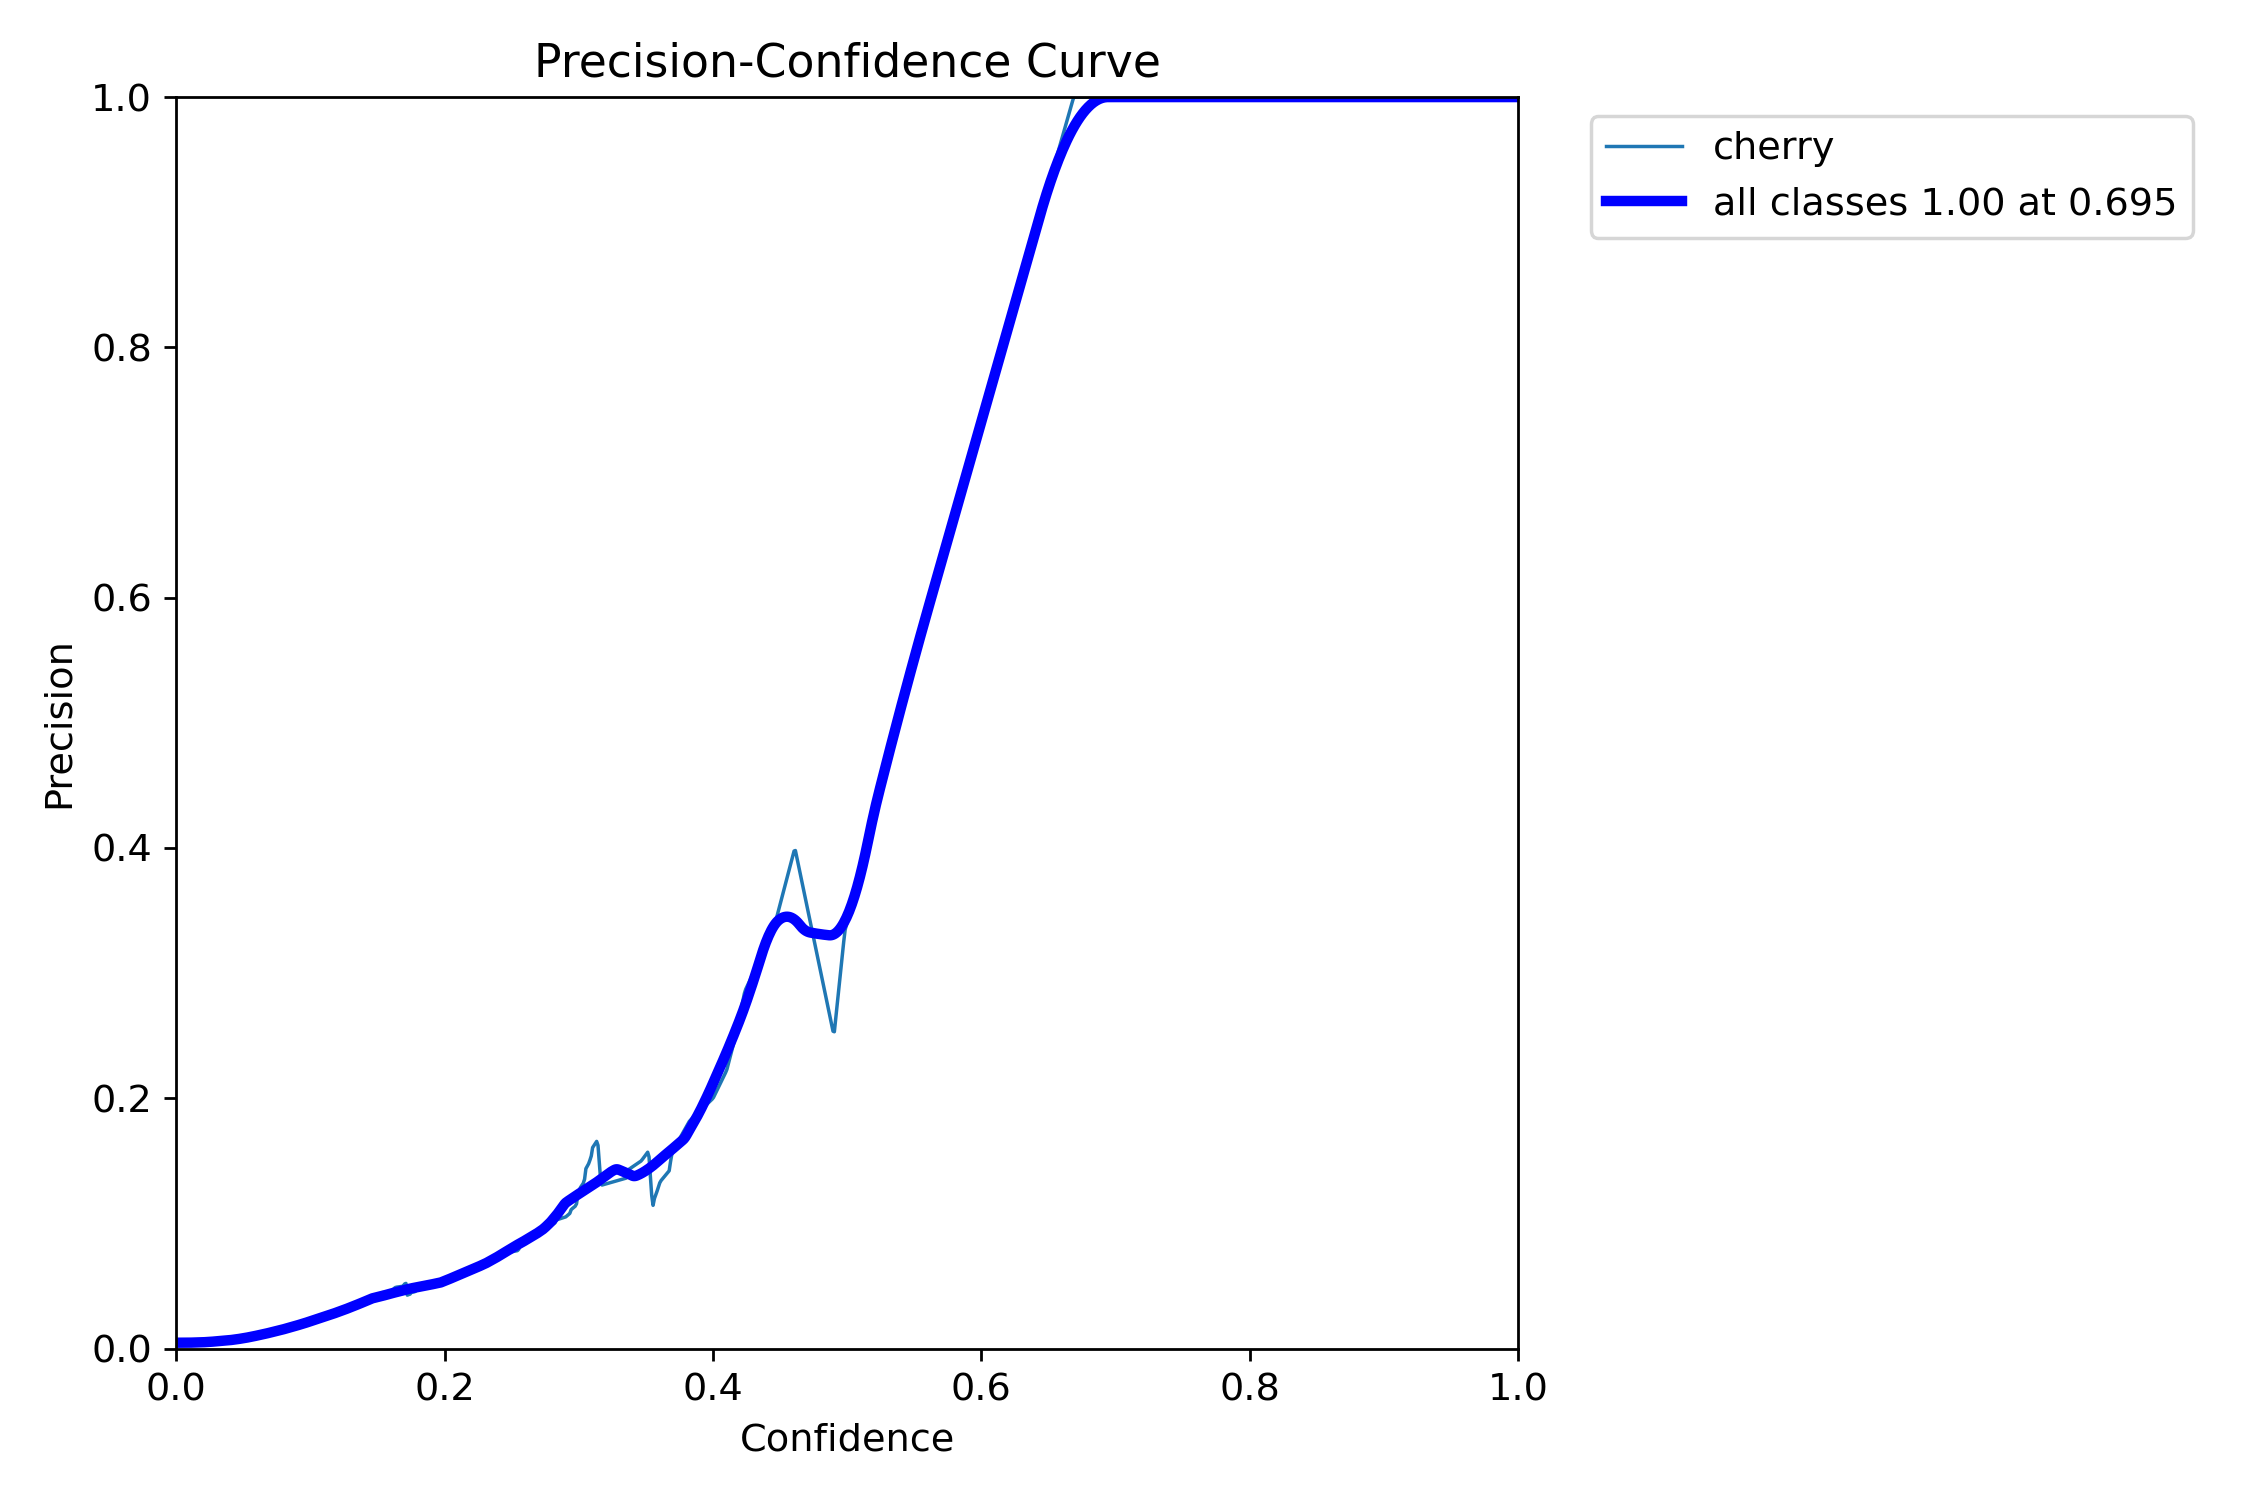 Precision-Confidence Curve
1.0
0.8
0.6
0.4
0.2
0.0
Precision
0.0 0.2 0.4 0.6 0.8 1.0
Confidence
cherry
all classes 1.00 at 0.695